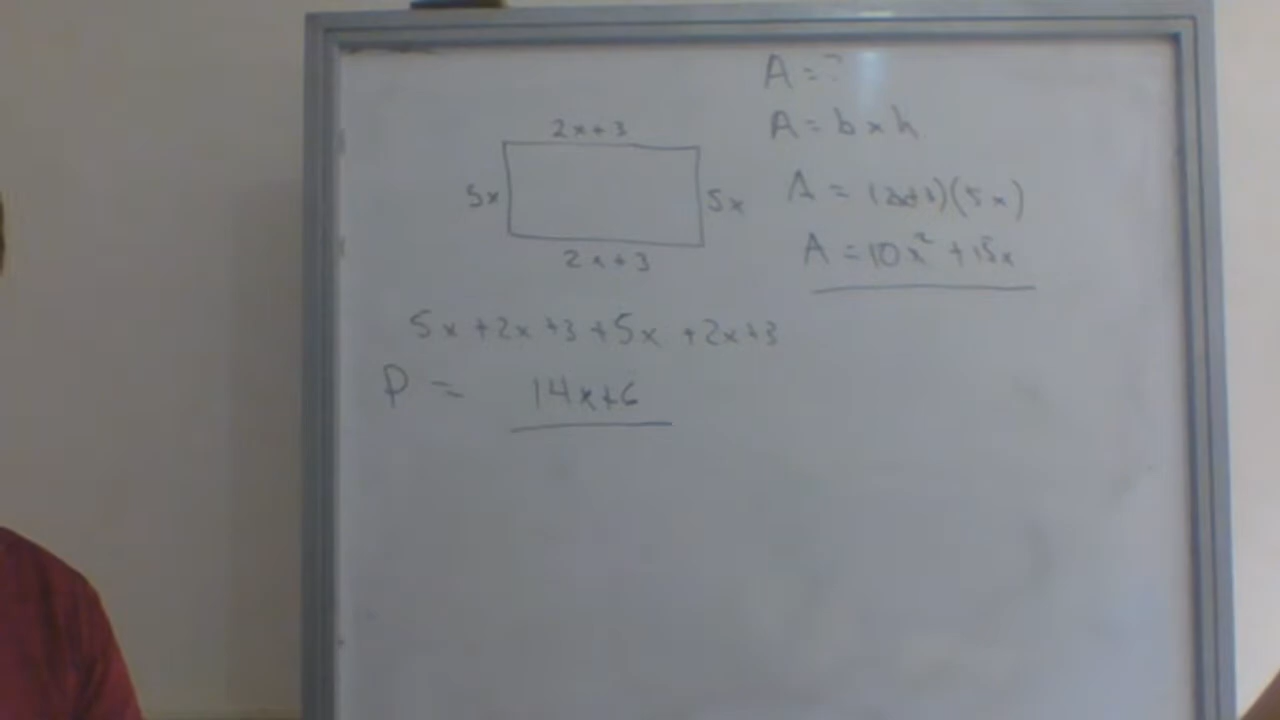 2x+3
5x
5x
2x+3
A = ?
A = b x h
A = (2x+3)(5x)
A = 10x² + 15x
5x + 2x + 3 + 5x + 2x + 3
P = 14x+6